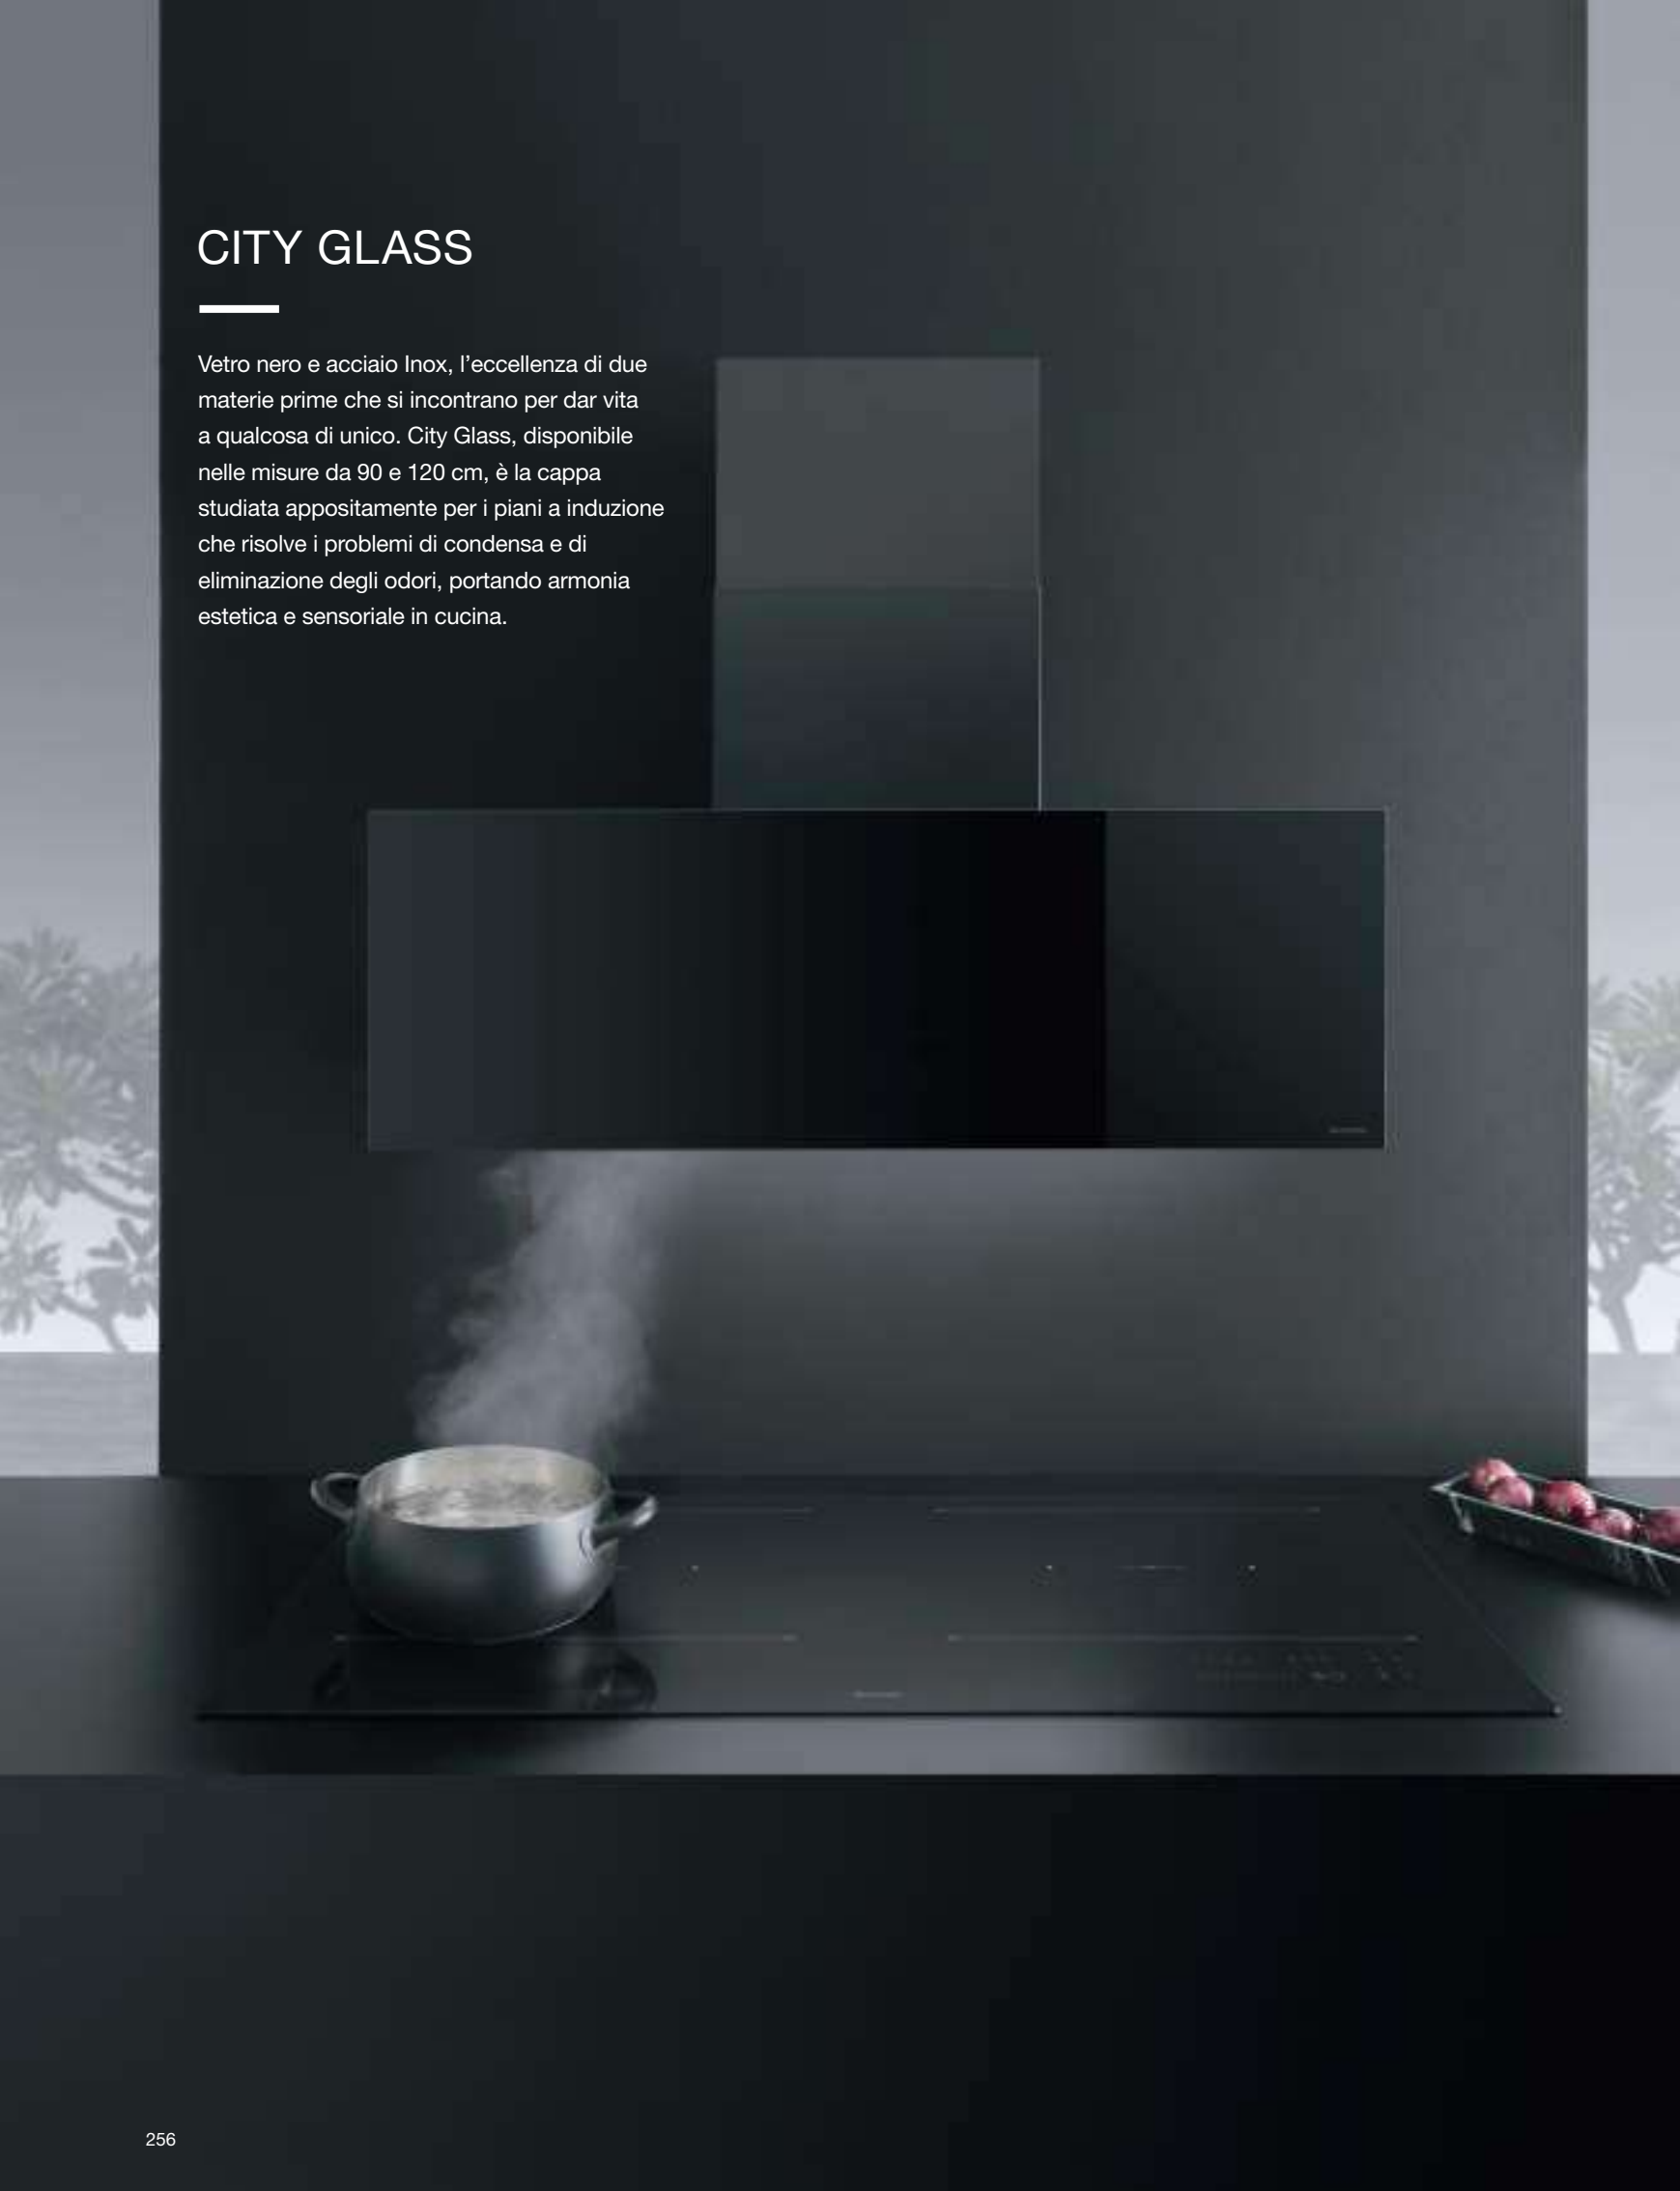 CITY GLASS
Vetro nero e acciaio Inox, l’eccellenza di due
materie prime che si incontrano per dar vita
a qualcosa di unico. City Glass, disponibile
nelle misure da 90 e 120 cm, è la cappa
studiata appositamente per i piani a induzione
che risolve i problemi di condensa e di
eliminazione degli odori, portando armonia
estetica e sensoriale in cucina.
256